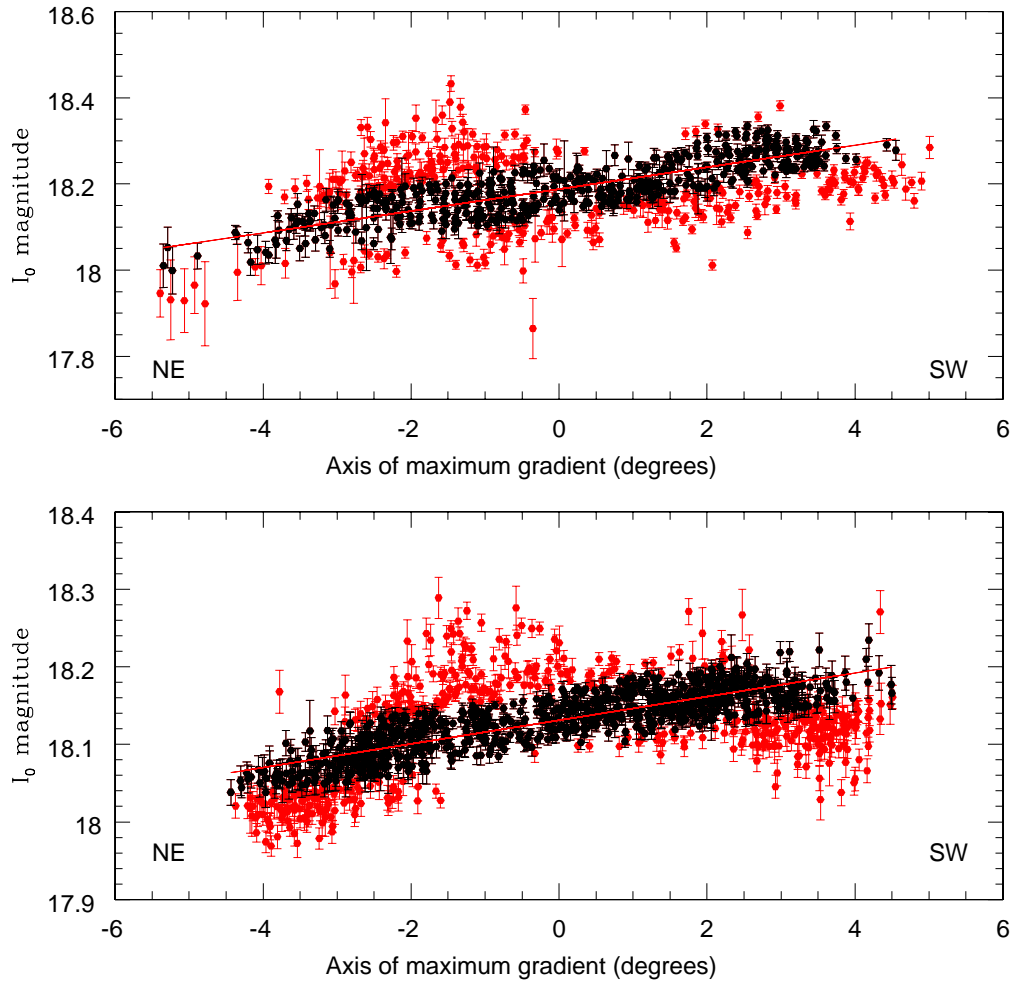 18.6
18.4
18.2
18
17.8
I₀ magnitude
NE
SW
-6 -4 -2 0 2 4 6
Axis of maximum gradient (degrees)
18.4
18.3
18.2
18.1
18
17.9
I₀ magnitude
NE
SW
-6 -4 -2 0 2 4 6
Axis of maximum gradient (degrees)